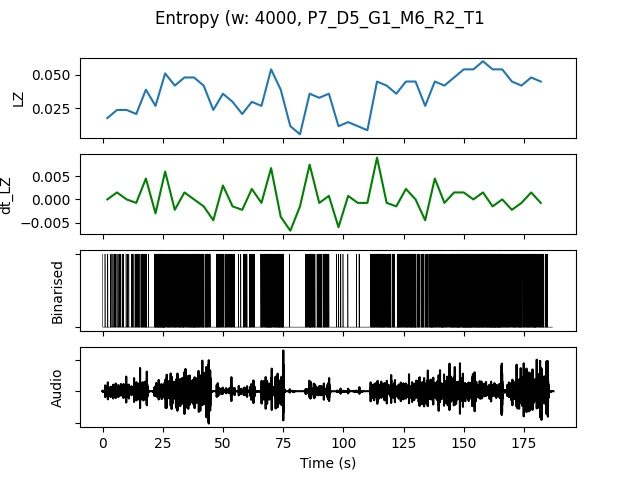 Entropy (w: 4000, P7_D5_G1_M6_R2_T1
0.050
0.025
LZ
0.005
0.000
−0.005
dt_LZ
Binarised
Audio
0 25 50 75 100 125 150 175
Time (s)